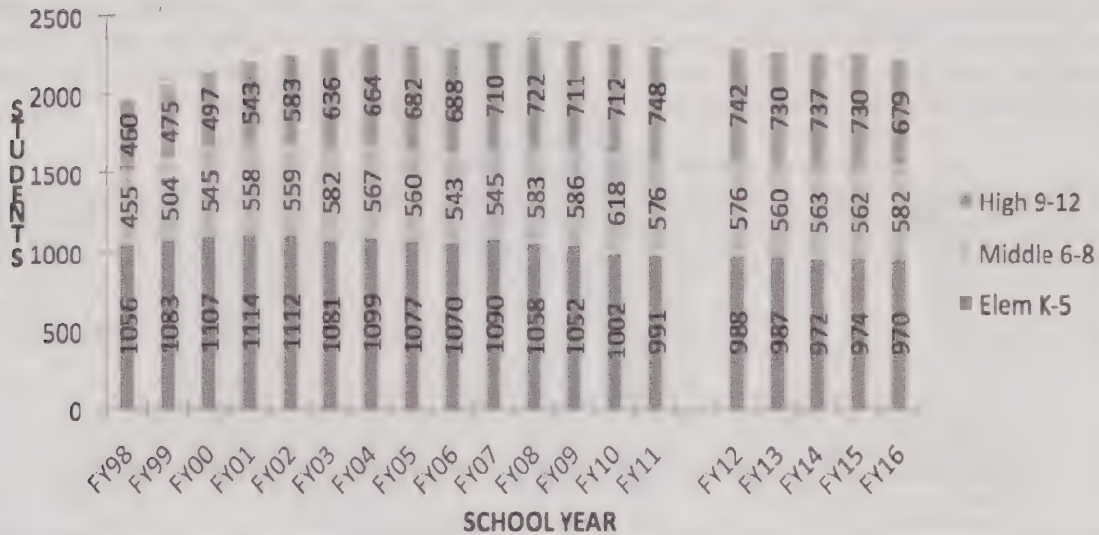 2500
2000
1500
1000
500
0
STUDENTS
460 475 497 543 583 636 664 682 688 710 722 711 712 748 742 730 737 730 679
455 504 545 558 559 582 567 560 543 545 583 586 618 576 576 560 563 562 582
1056 1083 1107 1114 1112 1081 1099 1077 1070 1090 1058 1052 1002 991 988 987 972 974 970
FY98 FY99 FY00 FY01 FY02 FY03 FY04 FY05 FY06 FY07 FY08 FY09 FY10 FY11 FY12 FY13 FY14 FY15 FY16
SCHOOL YEAR
High 9-12
Middle 6-8
Elem K-5